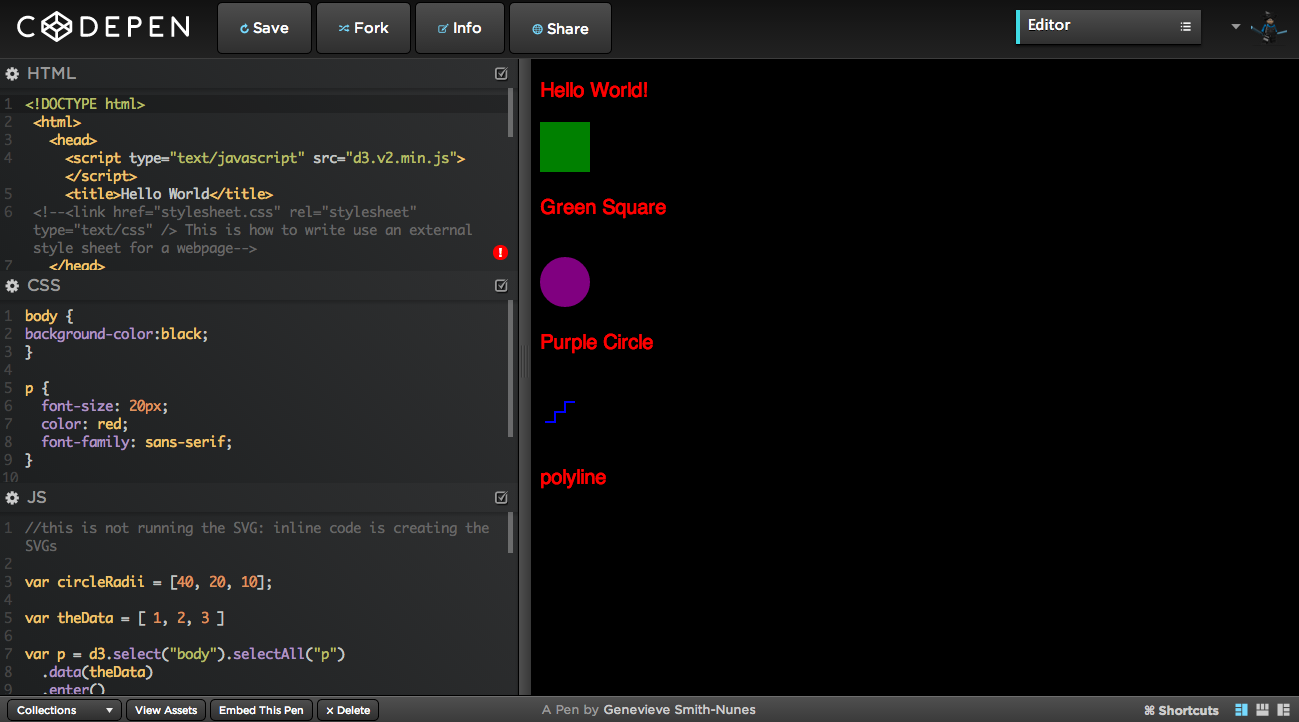 CODEPEN
Save
Fork
Info
Share
Editor
HTML
1 <!DOCTYPE html>
2 <html>
3 <head>
4 <script type="text/javascript" src="d3.v2.min.js">
</script>
5 <title>Hello World</title>
6 <!--<link href="stylesheet.css" rel="stylesheet"
type="text/css" /> This is how to write use an external
style sheet for a webpage-->
7 </head>
CSS
1 body {
2 background-color:black;
3 }
4
5 p {
6 font-size: 20px;
7 color: red;
8 font-family: sans-serif;
9 }
10
JS
1 //this is not running the SVG: inline code is creating the
SVGs
2
3 var circleRadii = [40, 20, 10];
4
5 var theData = [ 1, 2, 3 ]
6
7 var p = d3.select("body").selectAll("p")
8 .data(theData)
9 .enter()
Hello World!
Green Square
Purple Circle
polyline
Collections
View Assets
Embed This Pen
x Delete
A Pen by Genevieve Smith-Nunes
⌘ Shortcuts